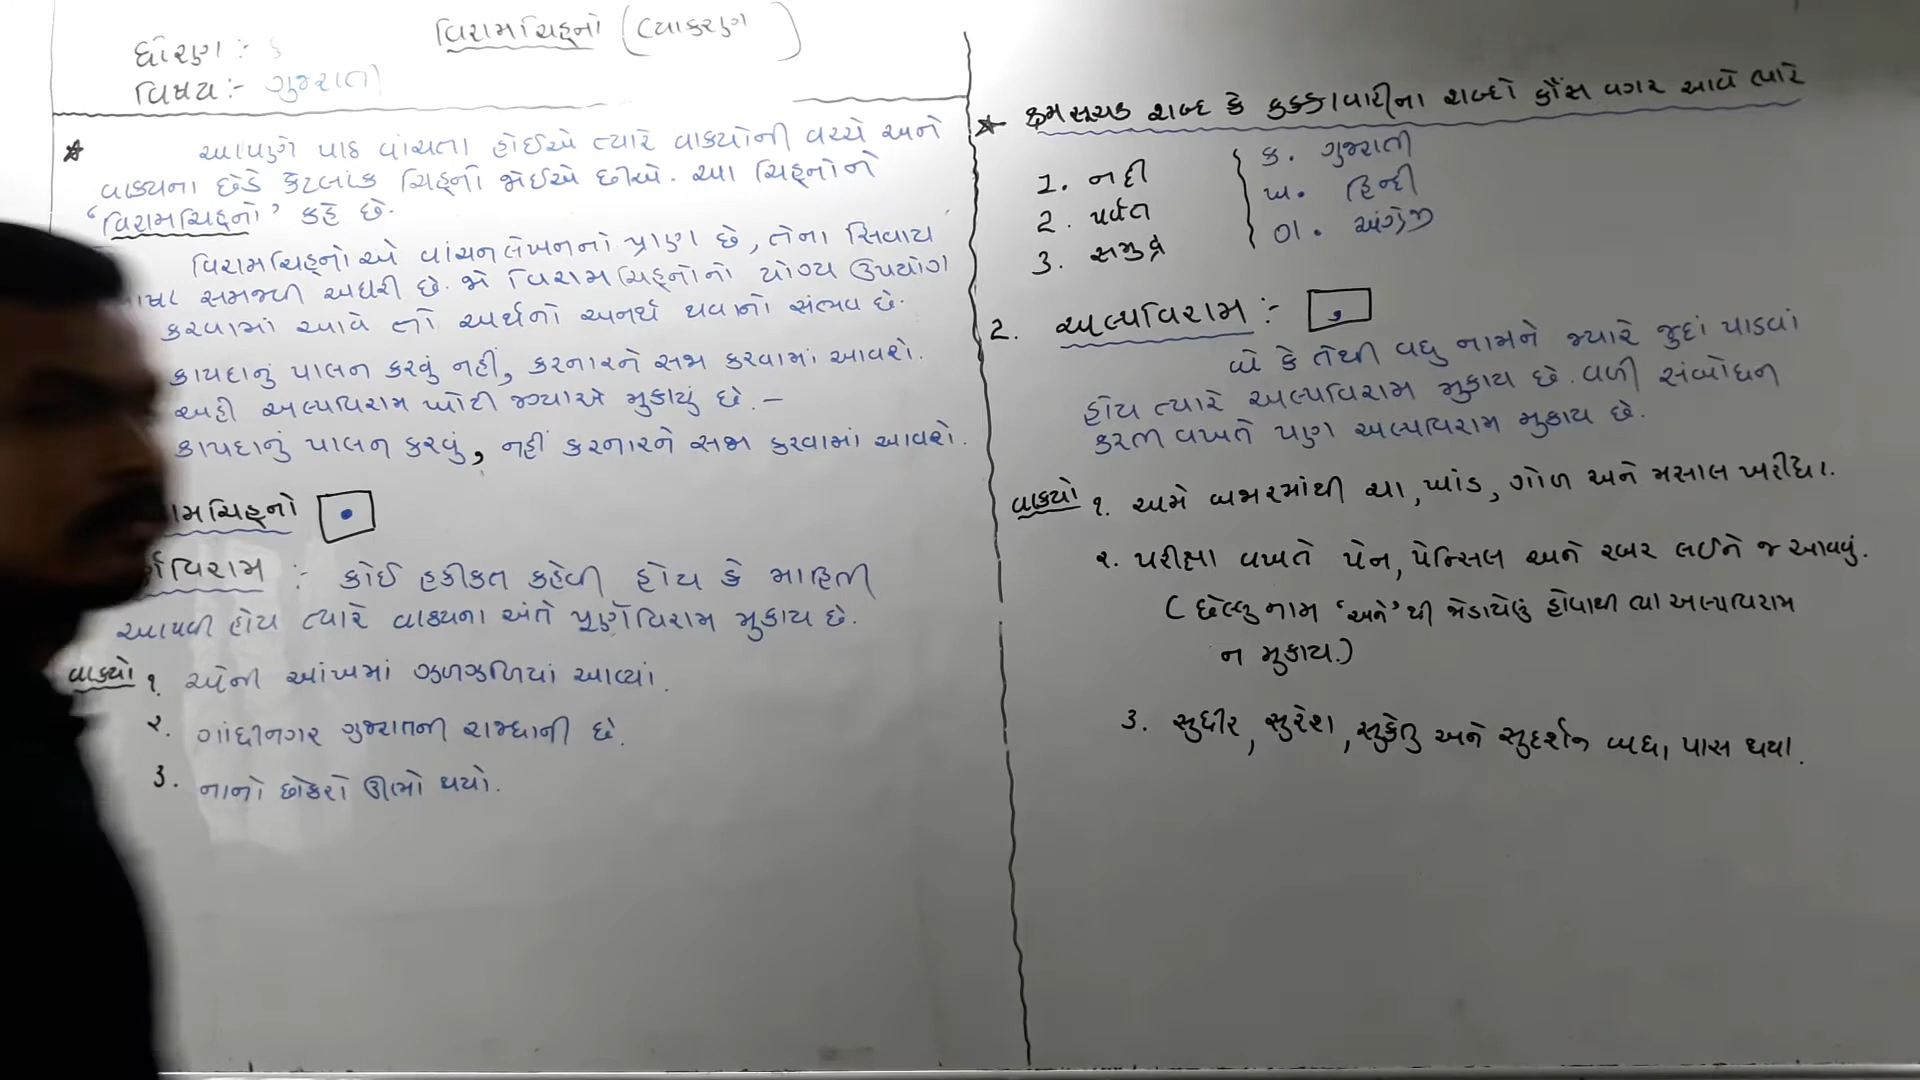 વિરામચિહ્નો (વ્યાકરણ)
ધોરણ :-
વિષય :- ગુજરાતી
આપણે પાઠ વાંચતા હોઈએ ત્યારે વાક્યોની વચ્ચે અને
વાક્યના છેડે કેટલાંક ચિહ્નો જોઈએ છીએ. આ ચિહ્નોને
‘વિરામચિહ્નો’ કહે છે.
વિરામચિહ્નો એ વાંચનલેખનનો પ્રાણ છે, તેના સિવાય
સમજવી અઘરી છે. જો વિરામચિહ્નોનો યોગ્ય ઉપયોગ
કરવામાં આવે તો અર્થનો અનર્થ થવાનો સંભવ છે.
કાયદાનું પાલન કરવું નહીં, કરનારને સજા કરવામાં આવશે.
અહી અલ્પવિરામ ખોટી જગ્યાએ મુકાયું છે. –
કાયદાનું પાલન કરવું, નહીં કરનારને સજા કરવામાં આવશે.
મચિહ્નો .
વિરામ :- કોઈ હકીકત કહેવી હોય કે માહિતી
આપવી હોય ત્યારે વાક્યના અંતે પૂર્ણવિરામ મુકાય છે.
વાક્યો ૧. એની આંખમાં ઝળઝળિયાં આવ્યાં.
૨. ગાંધીનગર ગુજરાતની રાજધાની છે.
૩. નાનો છોકરો ઊભો થયો.
ક્રમસૂચક શબ્દ કે કક્કાવારીના શબ્દો કૌંસ વગર આવે ત્યારે
1. નદી
2. પર્વત
3. સમુદ્ર
ક. ગુજરાતી
ખ. હિન્દી
ગ. અંગ્રેજી
2. અલ્પવિરામ :- ,
બે કે તેથી વધુ નામને જ્યારે જુદાં પાડવાં
હોય ત્યારે અલ્પવિરામ મુકાય છે. વળી સંબોધન
કરતા વખતે પણ અલ્પવિરામ મુકાય છે.
વાક્યો ૧. અમે બજારમાંથી ચા, ખાંડ, ગોળ અને મસાલા ખરીદ્યા.
૨. પરીક્ષા વખતે પેન, પેન્સિલ અને રબર લઈને જ આવવું.
(છેલ્લુ નામ ‘અને’ થી જોડાયેલું હોવાથી ત્યા અલ્પવિરામ
ન મુકાય.)
૩. સુધીર, સુરેશ, સુકેતુ અને સુદર્શન બધા પાસ થયા.